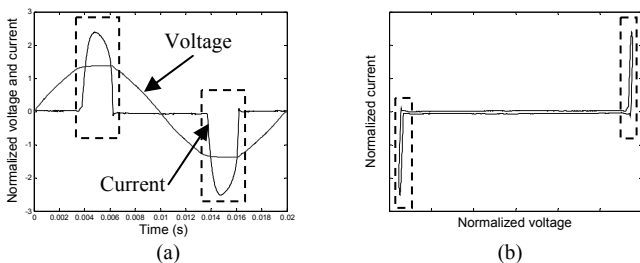 Normalized voltage and current
3
2
1
0
-1
-2
-3
Voltage
Current
0 0.002 0.004 0.006 0.008 0.01 0.012 0.014 0.016 0.018 0.02
Time (s)
(a)
Normalized current
Normalized voltage
(b)